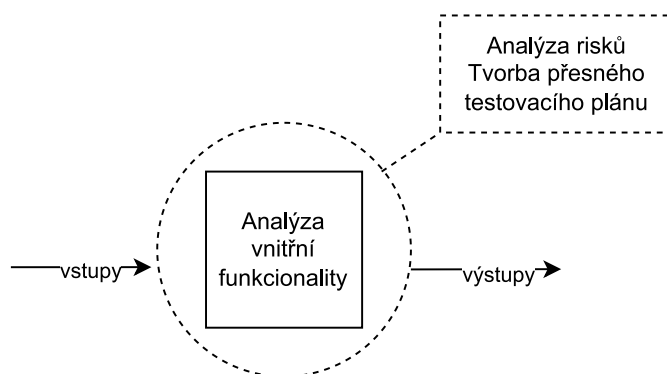 Analýza risků
Tvorba přesného
testovacího plánu
Analýza
vnitřní
funkcionality
vstupy
výstupy